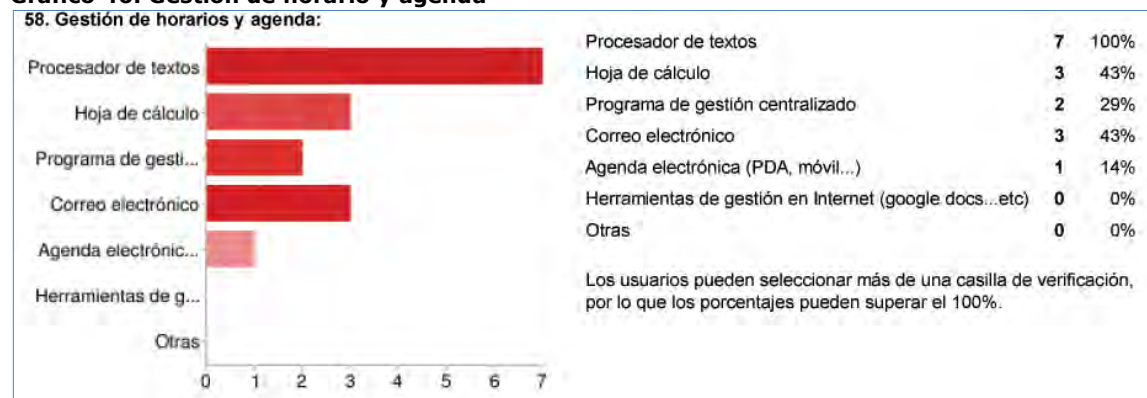 58. Gestión de horarios y agenda:
Procesador de textos
Hoja de cálculo
Programa de gesti...
Correo electrónico
Agenda electrónic...
Herramientas de g...
Otras
0 1 2 3 4 5 6 7
Procesador de textos 7 100%
Hoja de cálculo 3 43%
Programa de gestión centralizado 2 29%
Correo electrónico 3 43%
Agenda electrónica (PDA, móvil...) 1 14%
Herramientas de gestión en Internet (google docs...etc) 0 0%
Otras 0 0%
Los usuarios pueden seleccionar más de una casilla de verificación,
por lo que los porcentajes pueden superar el 100%.